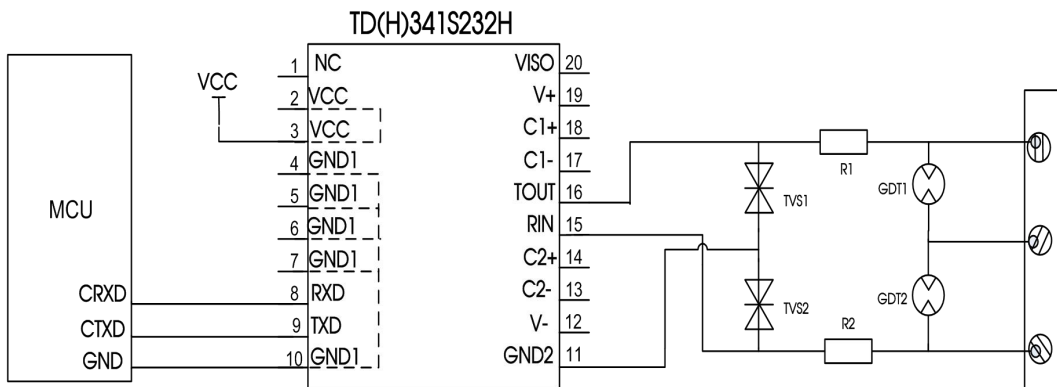 TD(H)341S232H
MCU
CRXD
CTXD
GND
VCC
1 NC
2 VCC
3 VCC
4 GND1
5 GND1
6 GND1
7 GND1
8 RXD
9 TXD
10 GND1
VISO 20
V+ 19
C1+ 18
C1- 17
TOUT 16
RIN 15
C2+ 14
C2- 13
V- 12
GND2 11
TVS1
TVS2
R1
R2
GDT1
GDT2